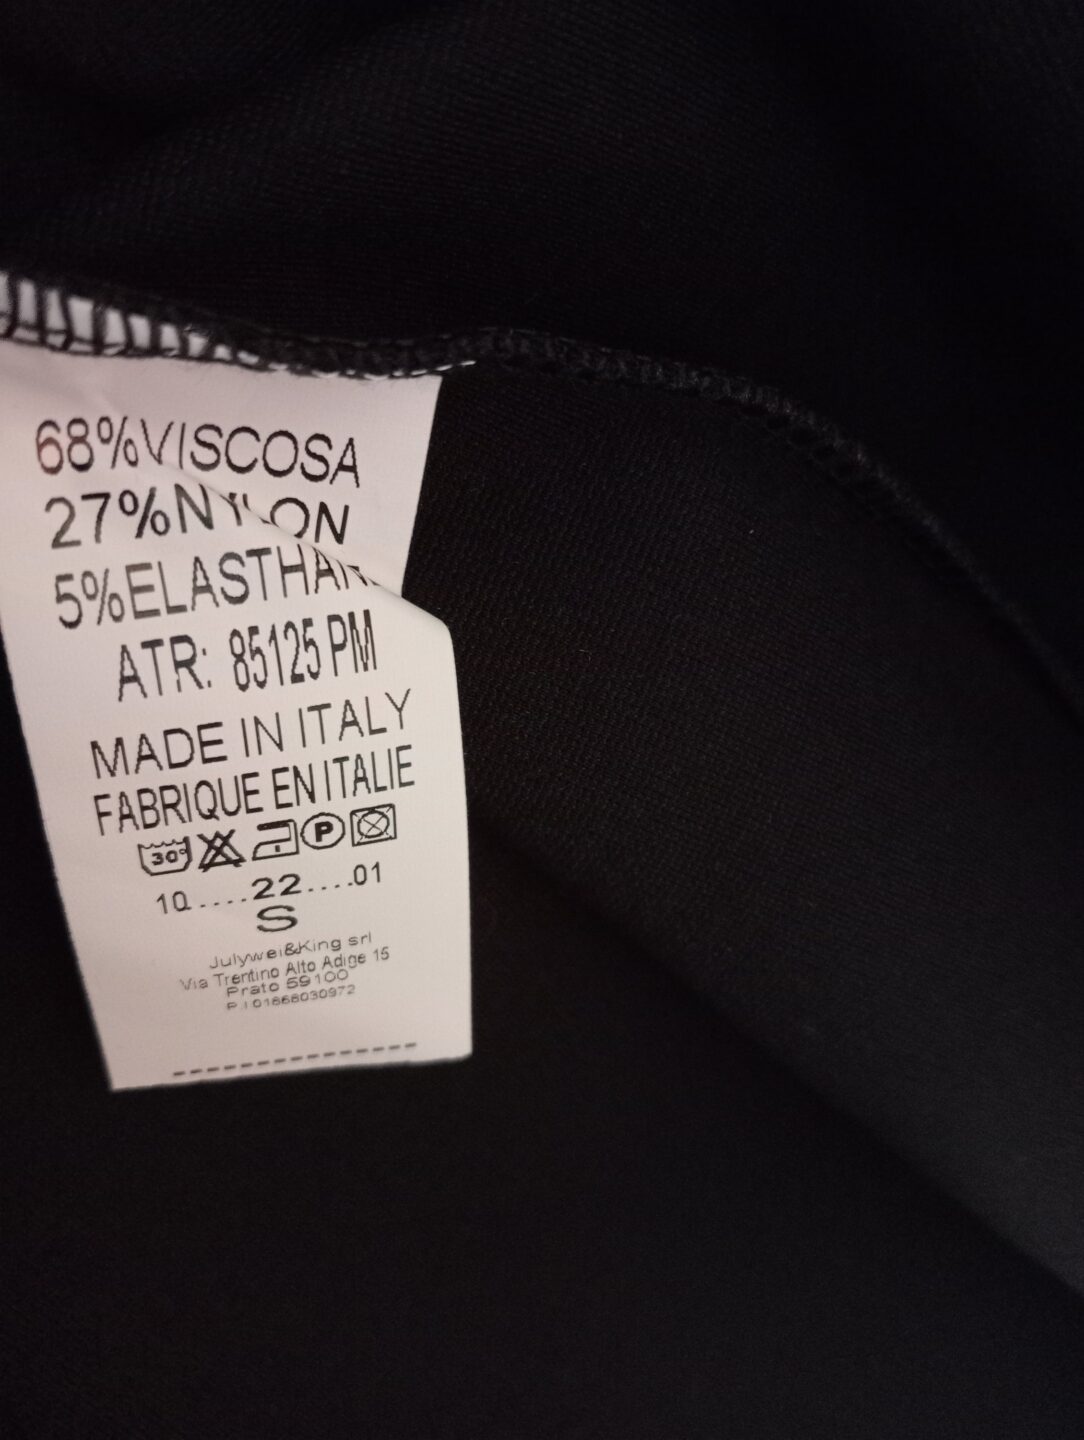 68%VISCOSA
27%NYLON
5%ELASTHAN
ATR: 85125 PM
MADE IN ITALY
FABRIQUE EN ITALIE
30° P
10....22....01
S
Julywei&King srl
Via Trentino Alto Adige 15
Prato 59100
P.I 01868030972